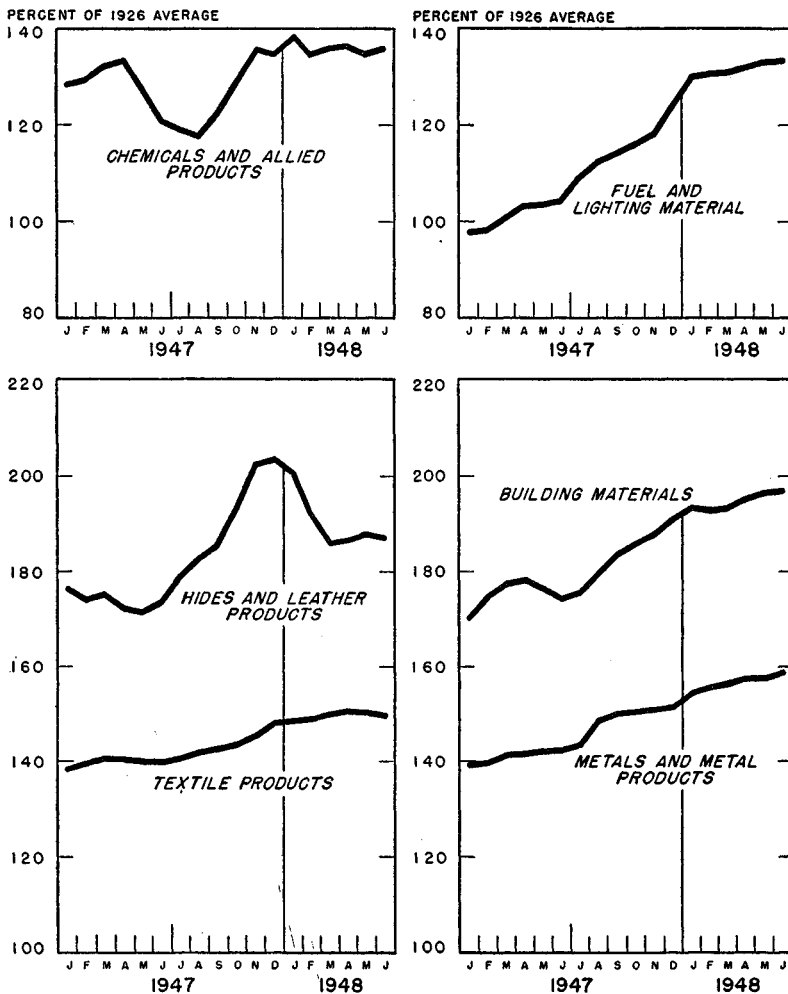 PERCENT OF 1926 AVERAGE
140
120
100
80
CHEMICALS AND ALLIED
PRODUCTS
J F M A M J J A S O N D J F M A M J
1947 1948
PERCENT OF 1926 AVERAGE
140
120
100
80
FUEL AND
LIGHTING MATERIAL
J F M A M J J A S O N D J F M A M J
1947 1948
220
200
180
160
140
120
100
HIDES AND LEATHER
PRODUCTS
TEXTILE PRODUCTS
J F M A M J J A S O N D J F M A M J
1947 1948
220
200
180
160
140
120
100
BUILDING MATERIALS
METALS AND METAL
PRODUCTS
J F M A M J J A S O N D J F M A M J
1947 1948